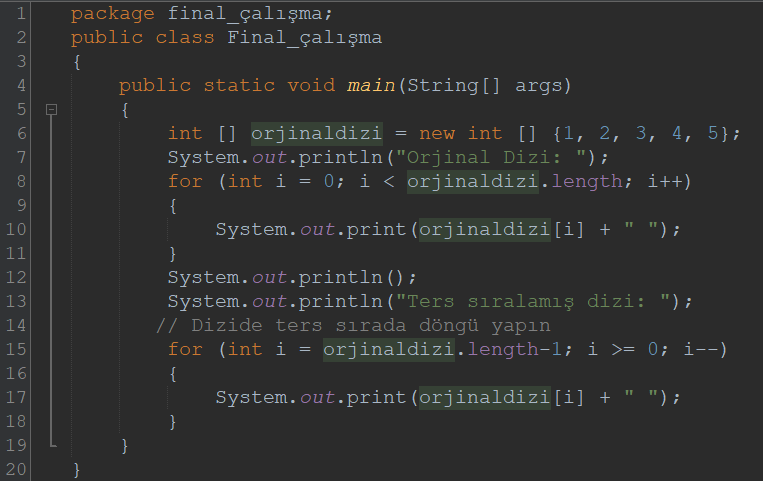 1 package final_çalışma;
2 public class Final_çalışma
3 {
4 public static void main(String[] args)
5 {
6 int [] orjinaldizi = new int [] {1, 2, 3, 4, 5};
7 System.out.println("Orjinal Dizi: ");
8 for (int i = 0; i < orjinaldizi.length; i++)
9 {
10 System.out.print(orjinaldizi[i] + " ");
11 }
12 System.out.println();
13 System.out.println("Ters sıralamış dizi: ");
14 // Dizide ters sırada döngü yapın
15 for (int i = orjinaldizi.length-1; i >= 0; i--)
16 {
17 System.out.print(orjinaldizi[i] + " ");
18 }
19 }
20 }